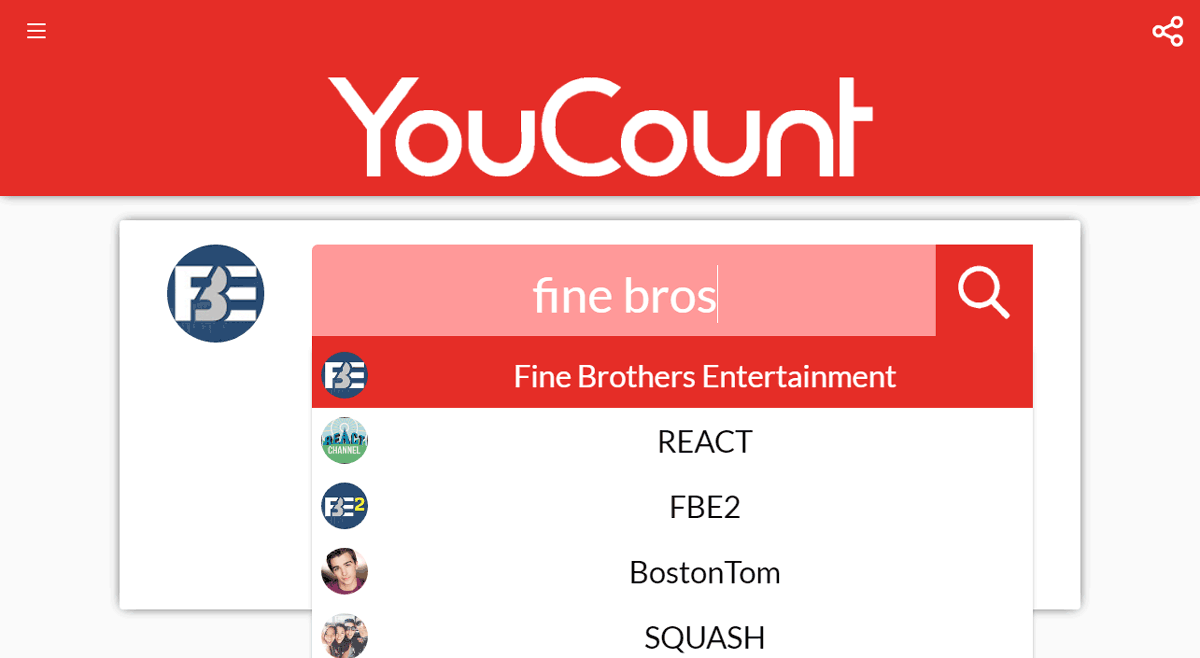 YouCount
FBE
fine bros
FBE
Fine Brothers Entertainment
REACT
CHANNEL
REACT
FBE2
FBE2
BostonTom
SQUASH